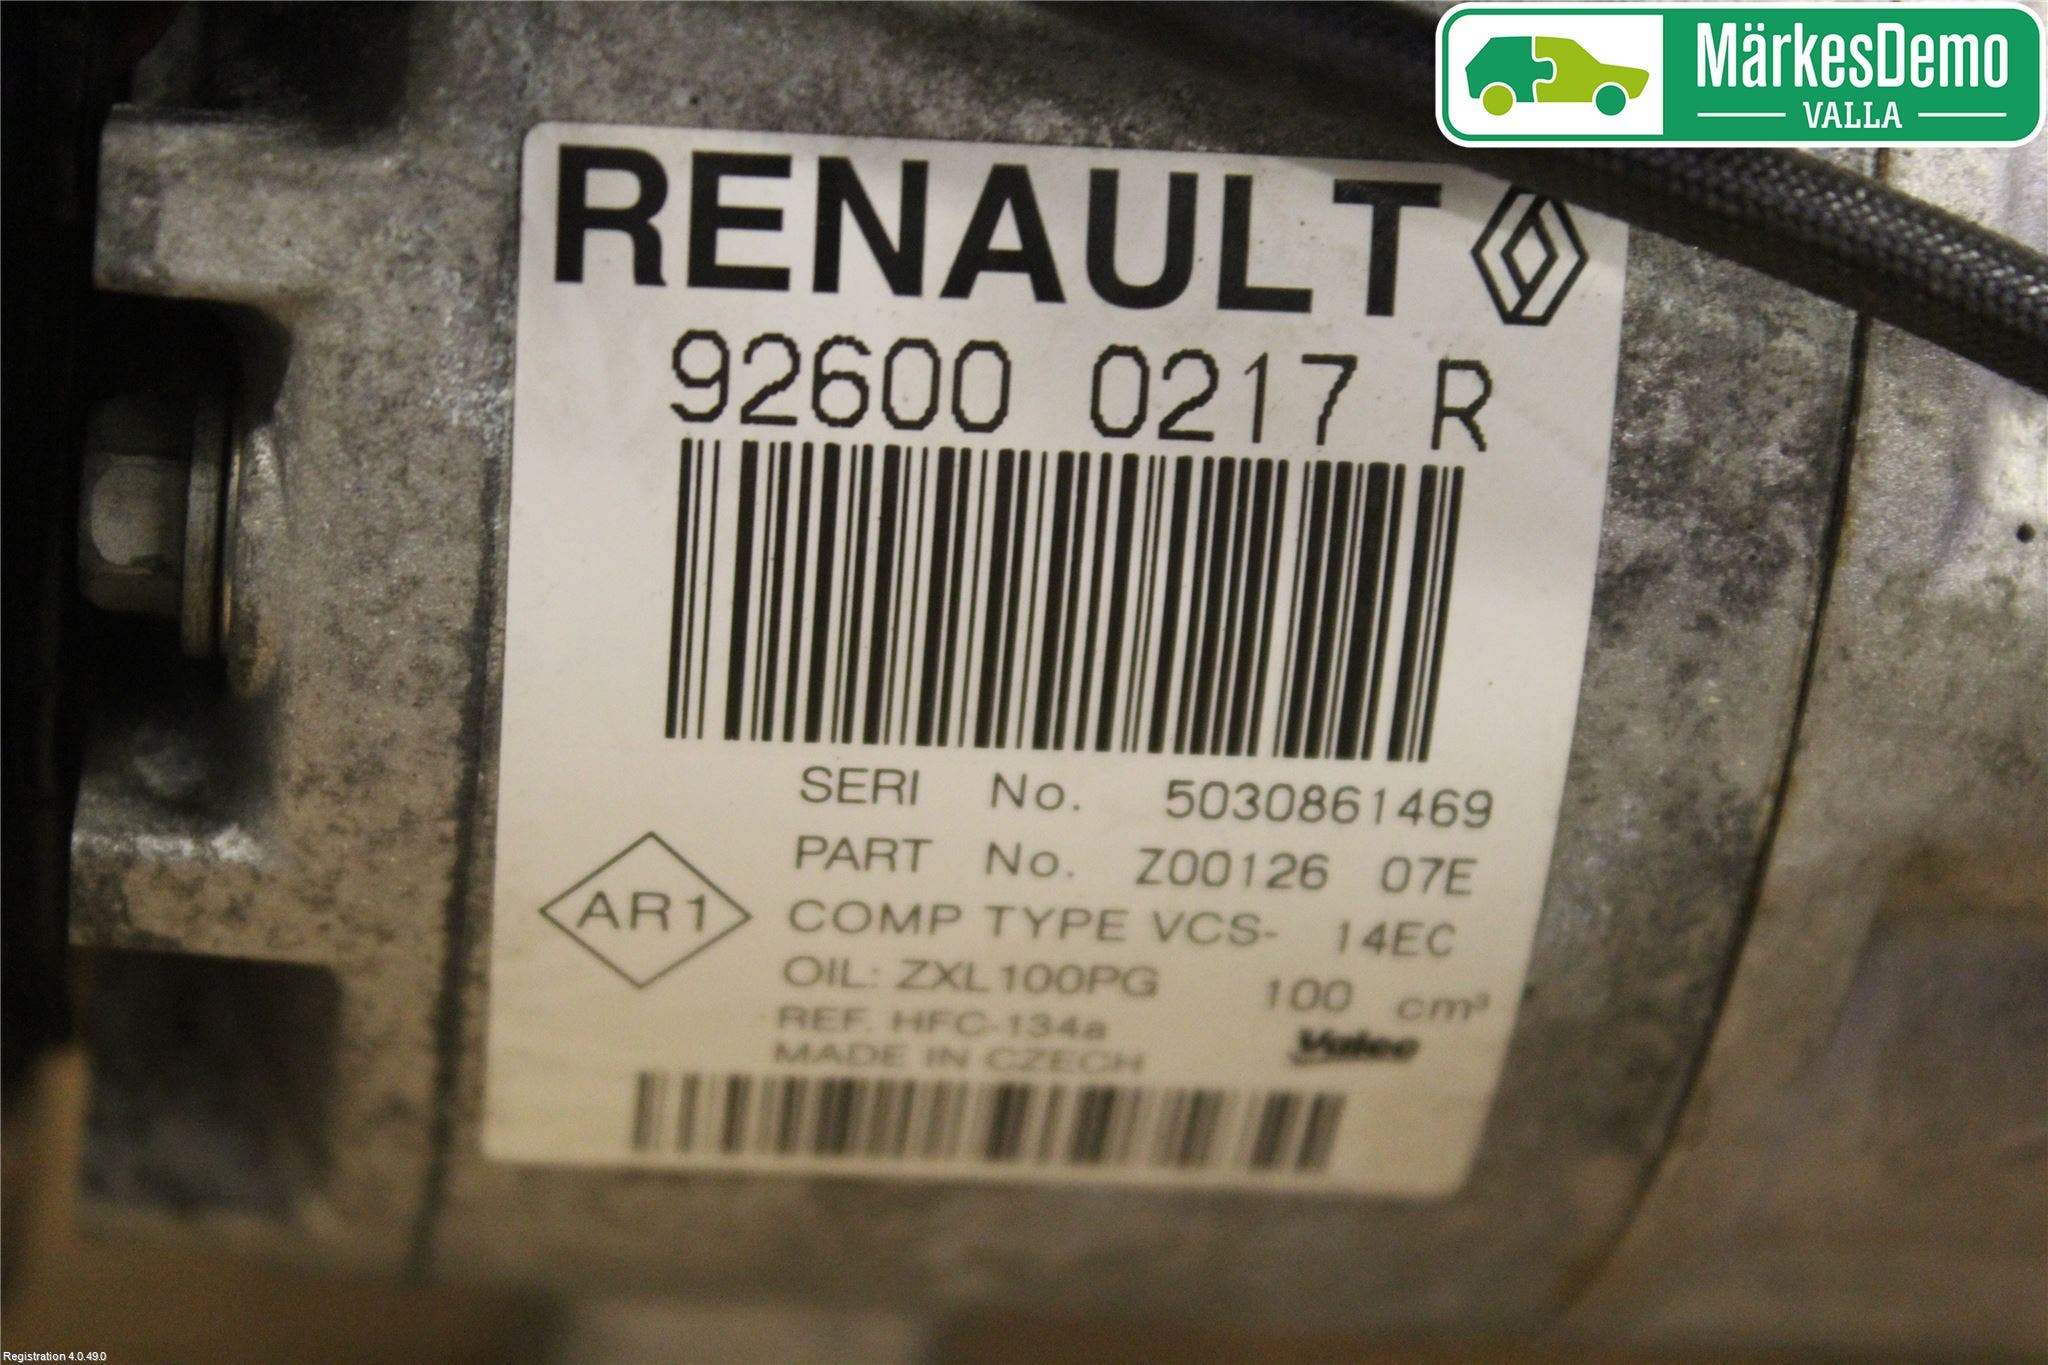 MärkesDemo
VALLA
RENAULT
92600 0217 R
SERI No. 5030861469
PART No. Z00126 07E
AR1
COMP TYPE VCS- 14EC
OIL: ZXL100PG 100 cm³
REF. HFC-134a
MADE IN CZECH
Valeo
Registration 4.0.49.0